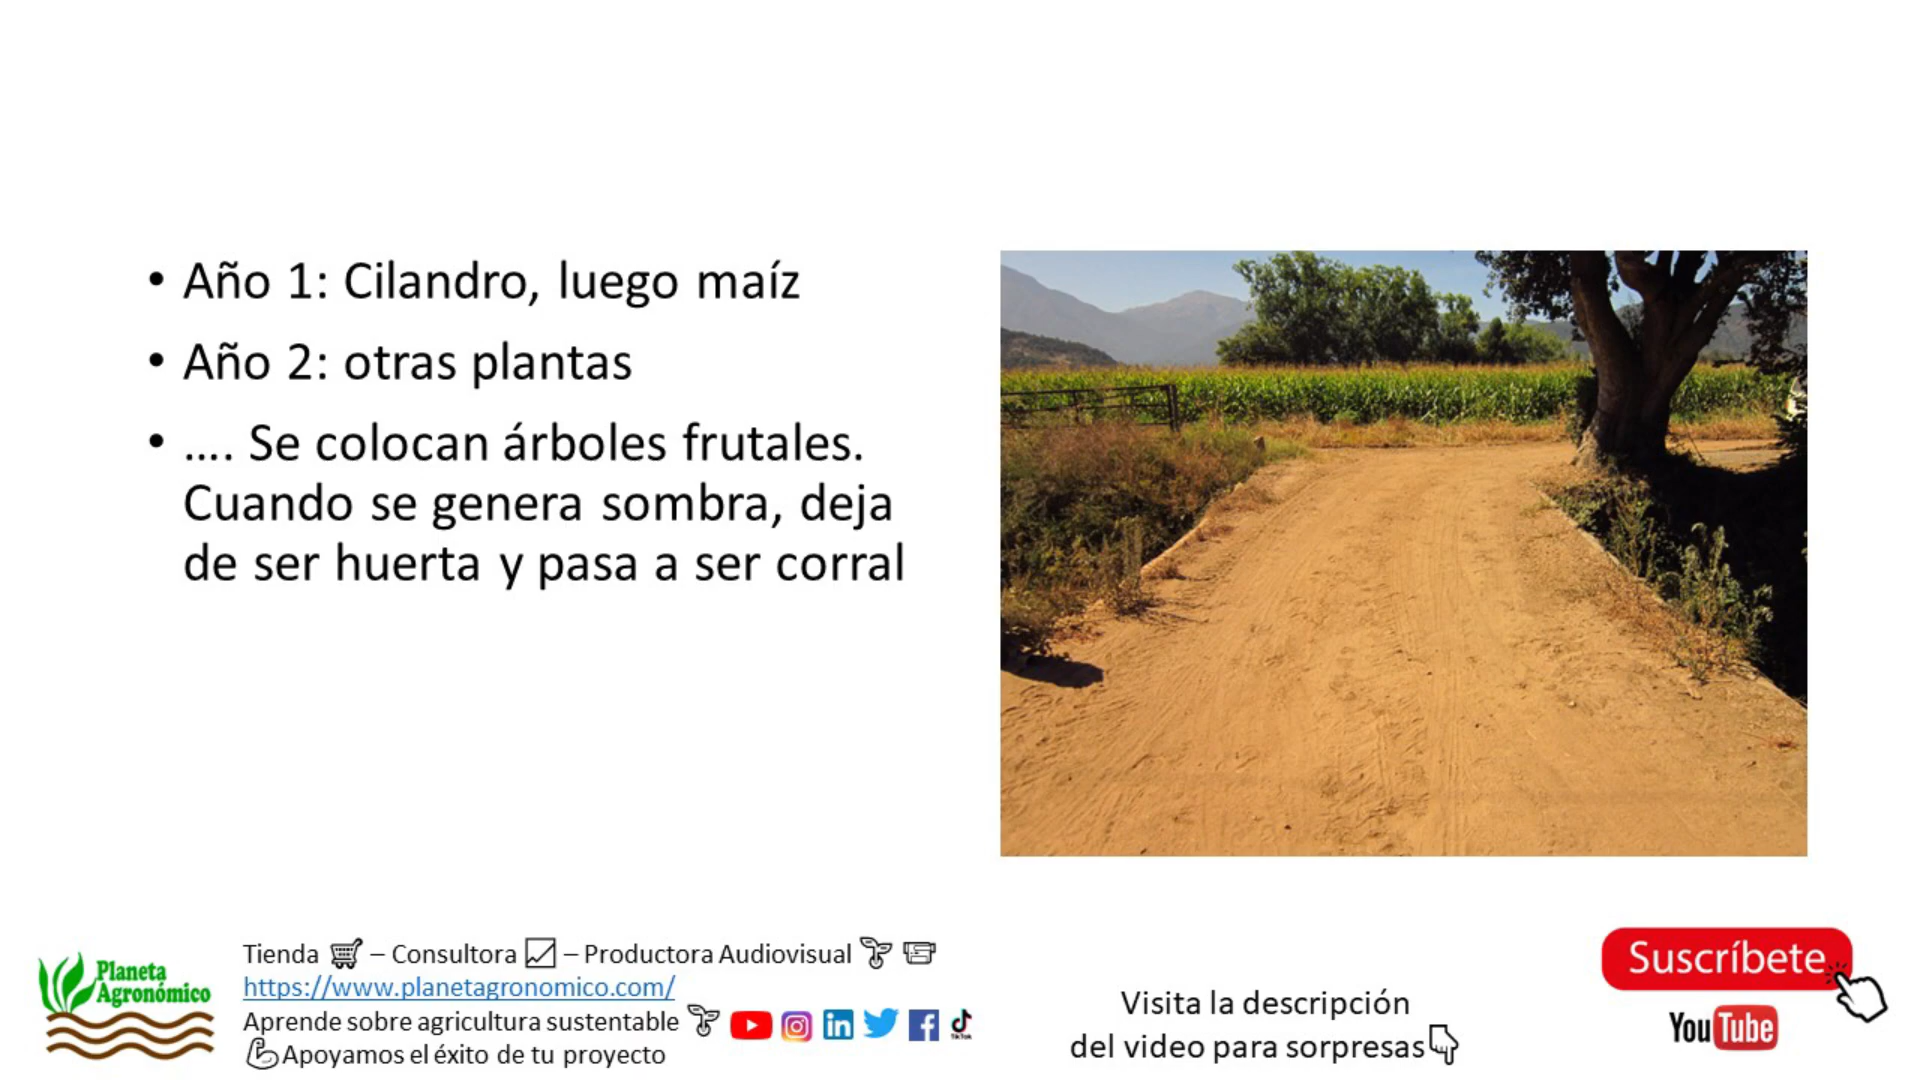 • Año 1: Cilandro, luego maíz
• Año 2: otras plantas
• .... Se colocan árboles frutales.
Cuando se genera sombra, deja
de ser huerta y pasa a ser corral
Planeta
Agronómico
Tienda – Consultora – Productora Audiovisual
https://www.planetagronomico.com/
Aprende sobre agricultura sustentable
Apoyamos el éxito de tu proyecto
TikTok
Visita la descripción
del video para sorpresas
Suscríbete
YouTube